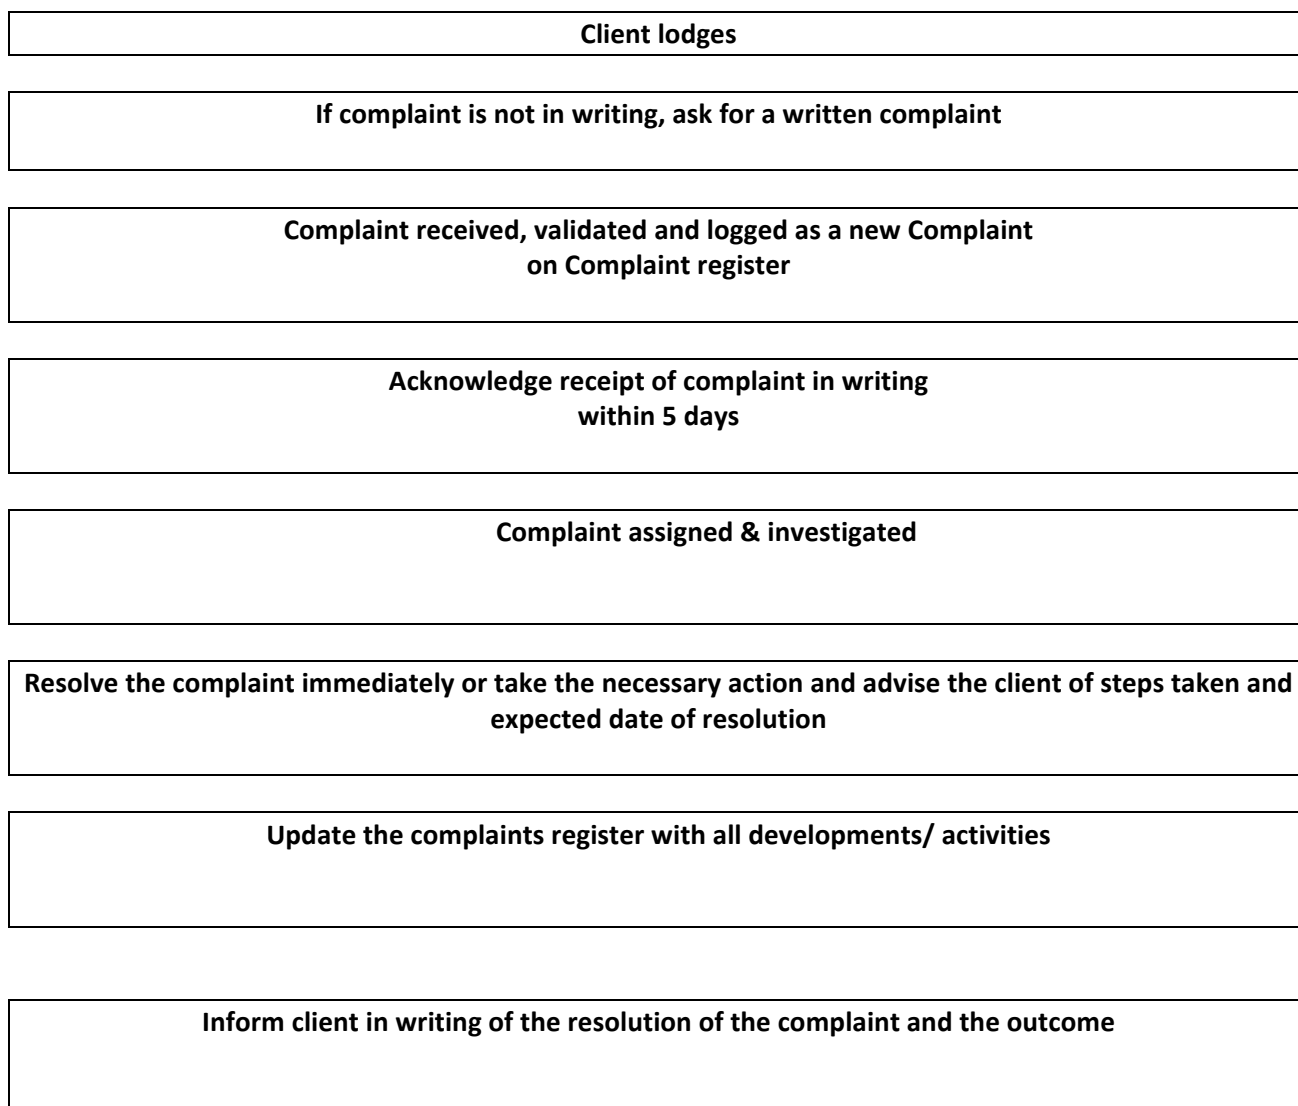 Client lodges
If complaint is not in writing, ask for a written complaint
Complaint received, validated and logged as a new Complaint
on Complaint register
Acknowledge receipt of complaint in writing
within 5 days
Complaint assigned & investigated
Resolve the complaint immediately or take the necessary action and advise the client of steps taken and
expected date of resolution
Update the complaints register with all developments/ activities
Inform client in writing of the resolution of the complaint and the outcome